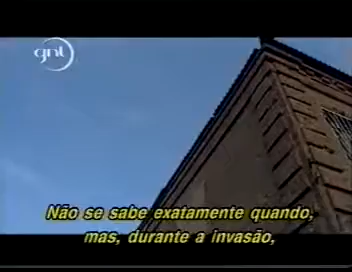 gnt
Não se sabe exatamente quando,
mas, durante a invasão,